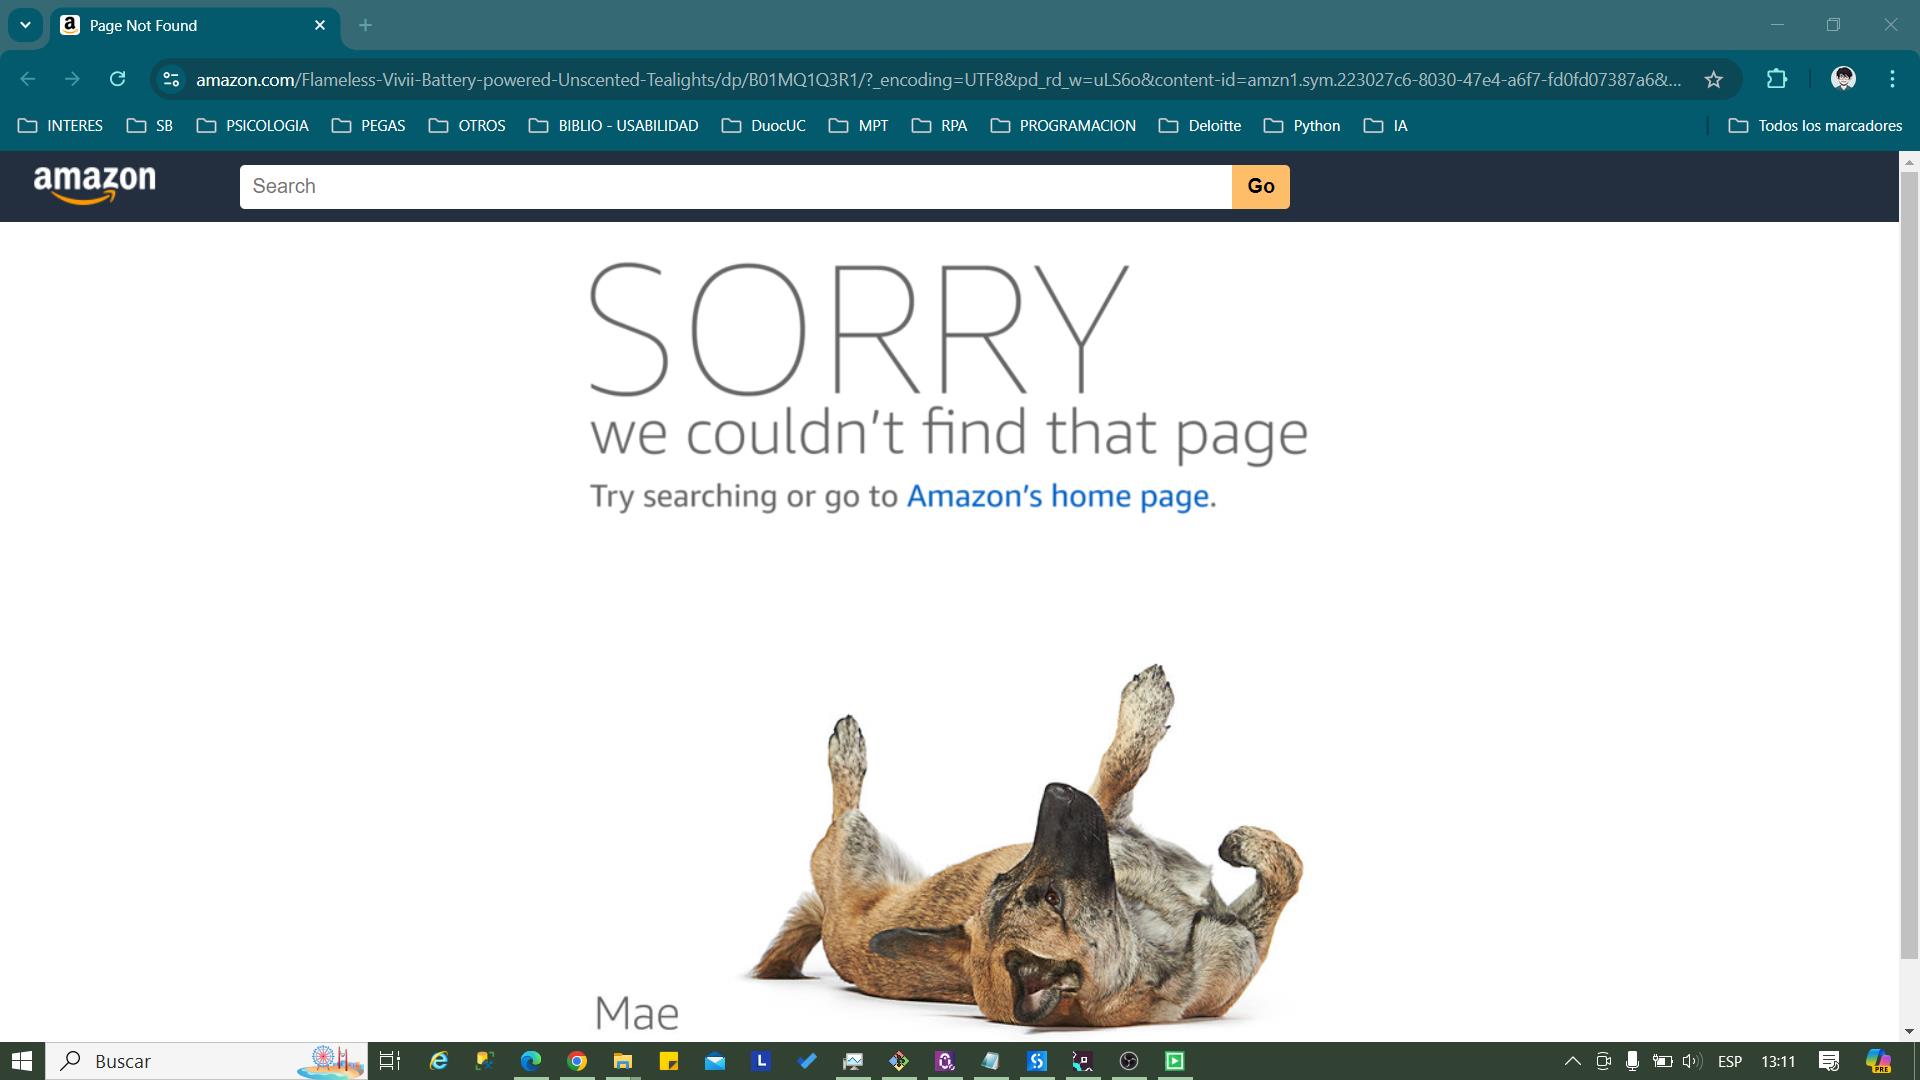 Page Not Found
amazon.com/Flameless-Vivii-Battery-powered-Unscented-Tealights/dp/B01MQ1Q3R1/?_encoding=UTF8&pd_rd_w=uLS6o&content-id=amzn1.sym.223027c6-8030-47e4-a6f7-fd0fd07387a6&...
INTERES SB PSICOLOGIA PEGAS OTROS BIBLIO - USABILIDAD DuocUC MPT RPA PROGRAMACION Deloitte Python IA Todos los marcadores
amazon Search Go
SORRY
we couldn't find that page
Try searching or go to Amazon's home page.
Mae
Buscar ESP 13:11